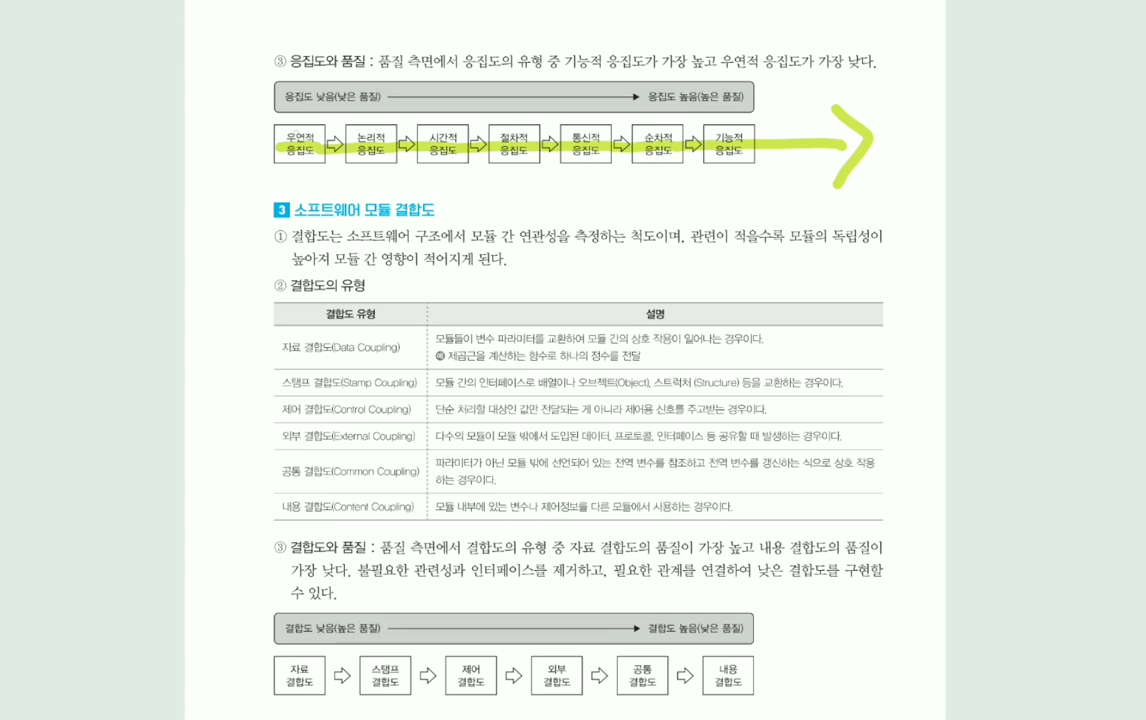 ③ 응집도와 품질 : 품질 측면에서 응집도의 유형 중 기능적 응집도가 가장 높고 우연적 응집도가 가장 낮다.
응집도 낮음(낮은 품질) 응집도 높음(높은 품질)
우연적 응집도 논리적 응집도 시간적 응집도 절차적 응집도 통신적 응집도 순차적 응집도 기능적 응집도
3 소프트웨어 모듈 결합도
① 결합도는 소프트웨어 구조에서 모듈 간 연관성을 측정하는 척도이며, 관련이 적을수록 모듈의 독립성이
높아져 모듈 간 영향이 적어지게 된다.
② 결합도의 유형
결합도 유형 설명
자료 결합도(Data Coupling) 모듈들이 변수 파라미터를 교환하여 모듈 간의 상호 작용이 일어나는 경우이다.
예 제곱근을 계산하는 함수로 하나의 정수를 전달
스탬프 결합도(Stamp Coupling) 모듈 간의 인터페이스로 배열이나 오브젝트(Object), 스트럭처 (Structure) 등을 교환하는 경우이다.
제어 결합도(Control Coupling) 단순 처리할 대상인 값만 전달되는 게 아니라 제어용 신호를 주고받는 경우이다.
외부 결합도(External Coupling) 다수의 모듈이 모듈 밖에서 도입된 데이터, 프로토콜, 인터페이스 등 공유할 때 발생하는 경우이다.
공통 결합도(Common Coupling) 파라미터가 아닌 모듈 밖에 선언되어 있는 전역 변수를 참조하고 전역 변수를 갱신하는 식으로 상호 작용
하는 경우이다.
내용 결합도(Content Coupling) 모듈 내부에 있는 변수나 제어정보를 다른 모듈에서 사용하는 경우이다.
③ 결합도와 품질 : 품질 측면에서 결합도의 유형 중 자료 결합도의 품질이 가장 높고 내용 결합도의 품질이
가장 낮다. 불필요한 관련성과 인터페이스를 제거하고, 필요한 관계를 연결하여 낮은 결합도를 구현할
수 있다.
결합도 낮음(높은 품질) 결합도 높음(낮은 품질)
자료 결합도 스탬프 결합도 제어 결합도 외부 결합도 공통 결합도 내용 결합도